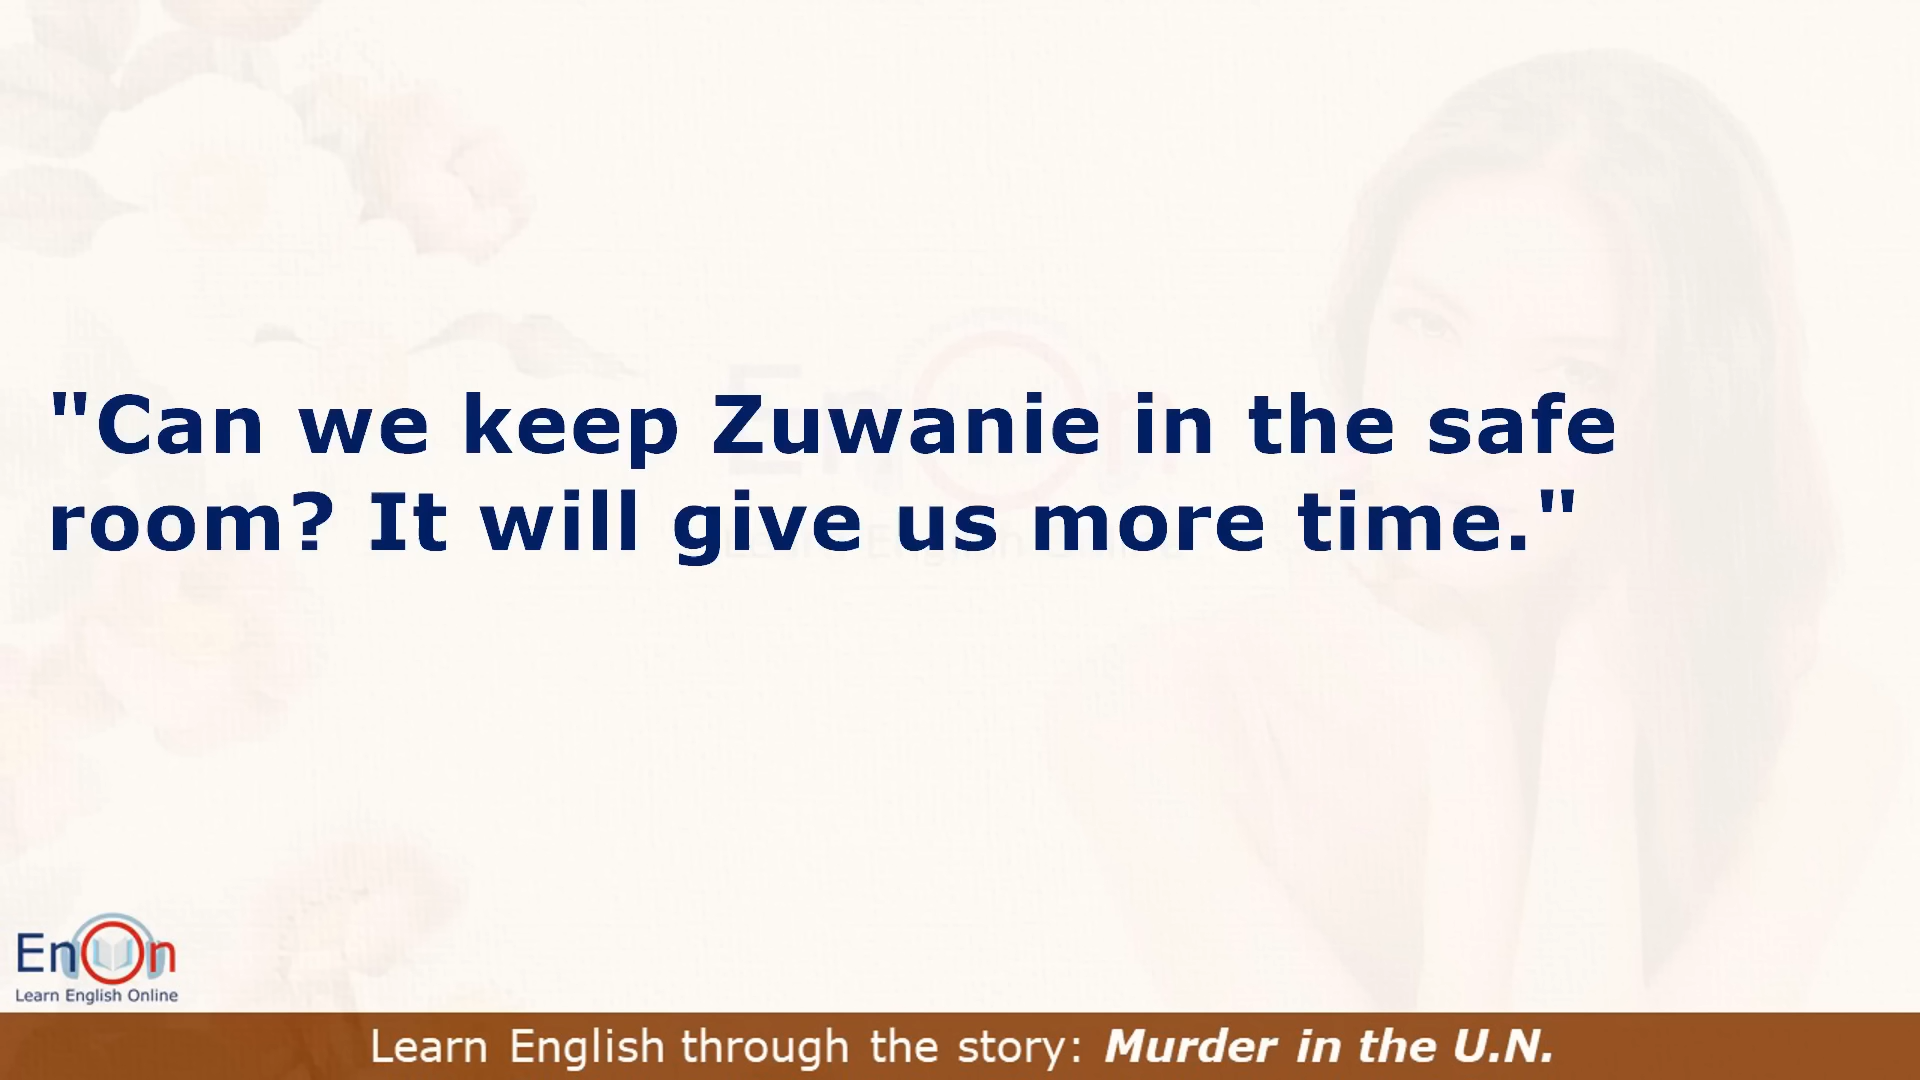 "Can we keep Zuwanie in the safe
room? It will give us more time."
EnOn
Learn English Online
Learn English through the story: Murder in the U.N.